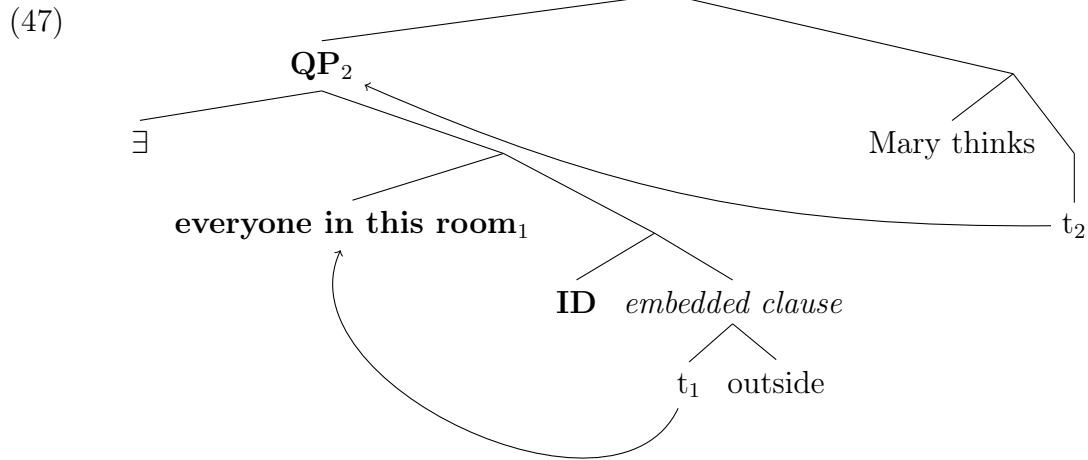 (47)
QP₂
∃
Mary thinks
everyone in this room₁
t₂
ID embedded clause
t₁ outside